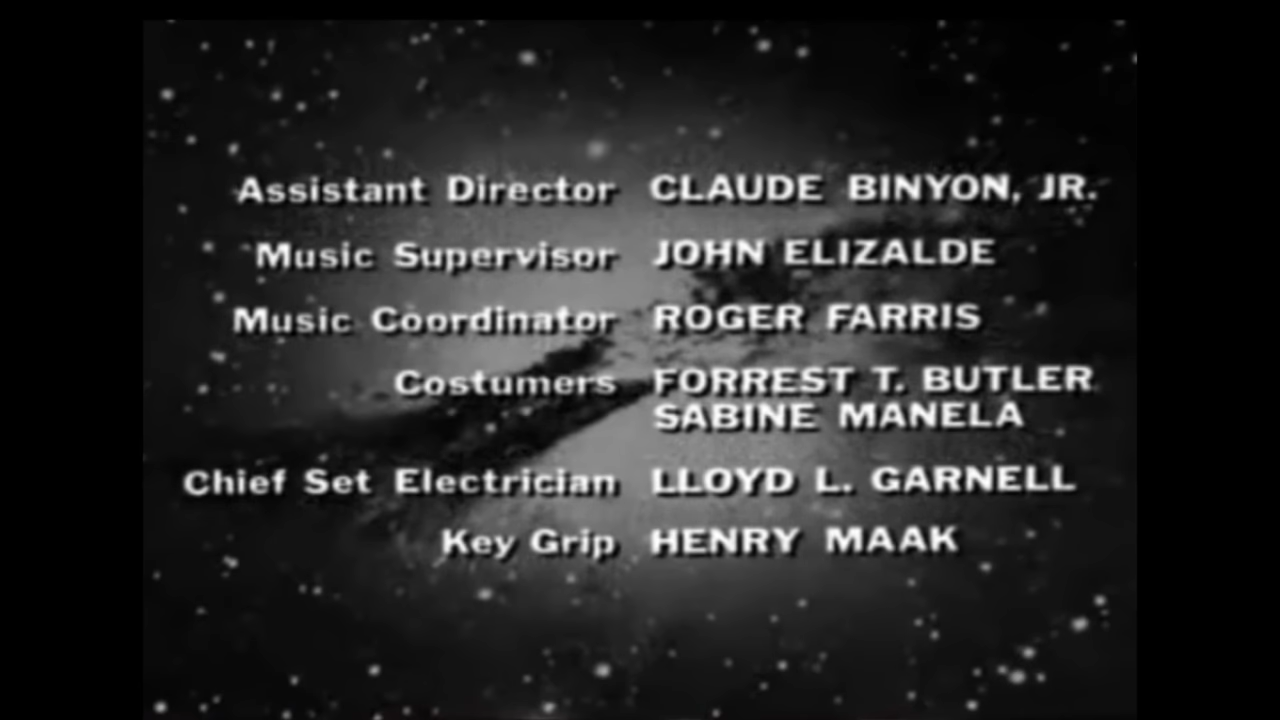 Assistant Director CLAUDE BINYON, JR.
Music Supervisor JOHN ELIZALDE
Music Coordinator ROGER FARRIS
Costumers FORREST T. BUTLER
SABINE MANELA
Chief Set Electrician LLOYD L. GARNELL
Key Grip HENRY MAAK